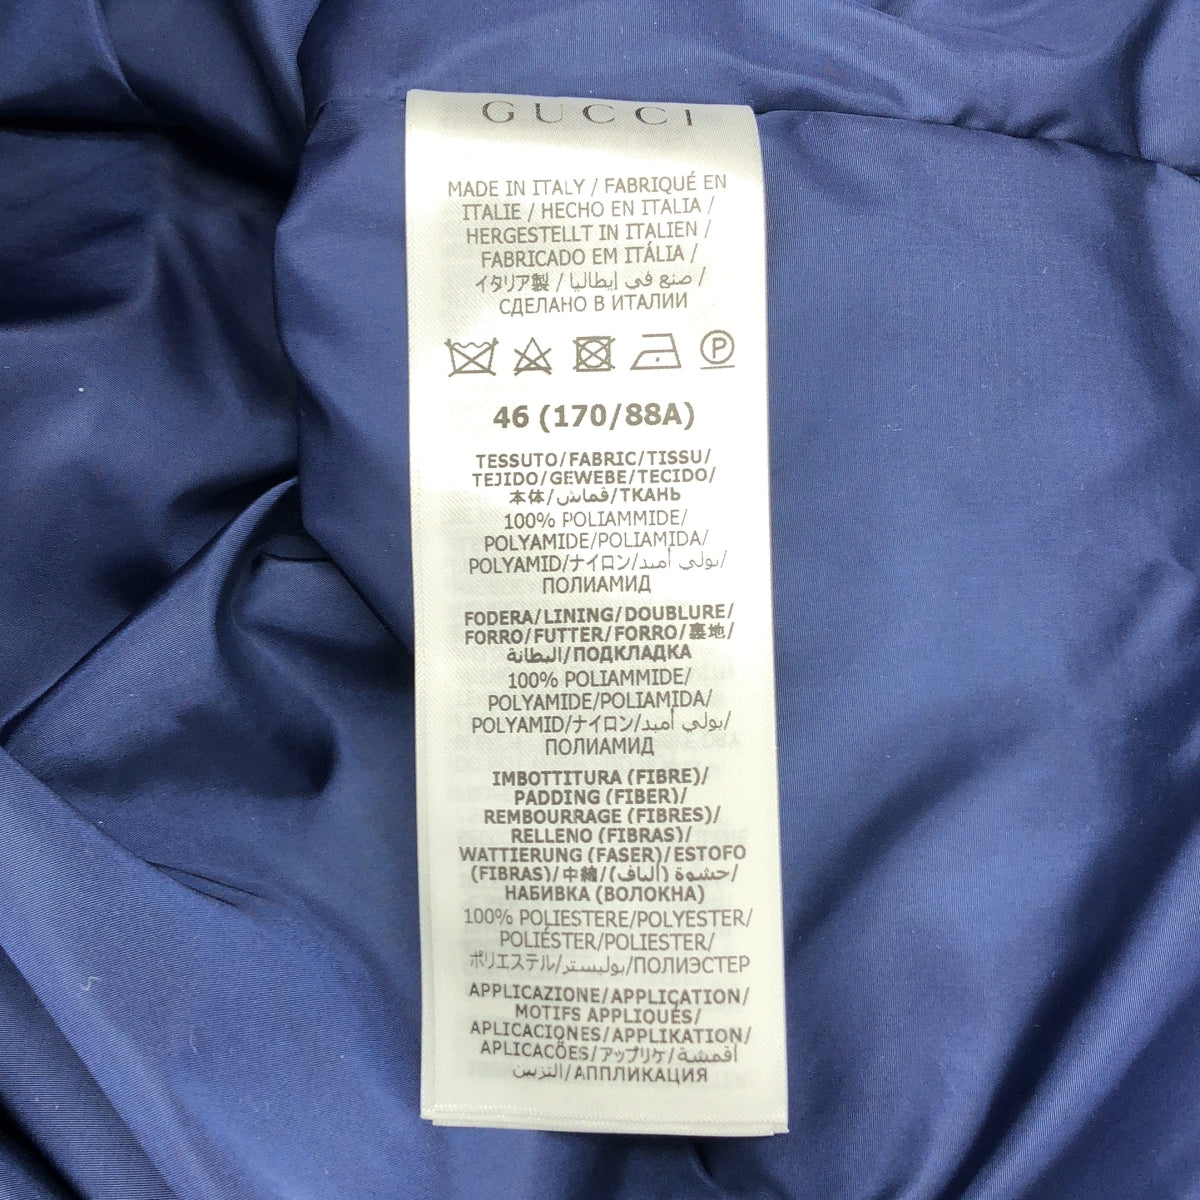 GUCCI
MADE IN ITALY / FABRIQUÉ EN
ITALIE / HECHO EN ITALIA /
HERGESTELLT IN ITALIEN /
FABRICADO EM ITÁLIA /
イタリア製 / صنع في إيطاليا /
СДЕЛАНО В ИТАЛИИ
P
46 (170/88A)
TESSUTO/FABRIC/TISSU/
TEJIDO/GEWEBE/TECIDO/
本体/قماش/ТКАНЬ
100% POLIAMMIDE/
POLYAMIDE/POLIAMIDA/
POLYAMID/ナイロン/بولي أميد/
ПОЛИАМИД
FODERA/LINING/DOUBLURE/
FORRO/FUTTER/FORRO/裏地/
البطانة/ПОДКЛАДКА
100% POLIAMMIDE/
POLYAMIDE/POLIAMIDA/
POLYAMID/ナイロン/بولي أميد/
ПОЛИАМИД
IMBOTTITURA (FIBRE)/
PADDING (FIBER)/
REMBOURRAGE (FIBRES)/
RELLENO (FIBRAS)/
WATTIERUNG (FASER)/ESTOFO
(FIBRAS)/中綿/حشوة (ألياف)/
НАБИВКА (ВОЛОКНА)
100% POLIESTERE/POLYESTER/
POLIÉSTER/POLIESTER/
ポリエステル/بوليستر/ПОЛИЭСТЕР
APPLICAZIONE/APPLICATION/
MOTIFS APPLIQUÉS/
APLICACIONES/APPLIKATION/
APLICAÇÕES/アップリケ/أقمشة
التزيين/АППЛИКАЦИЯ